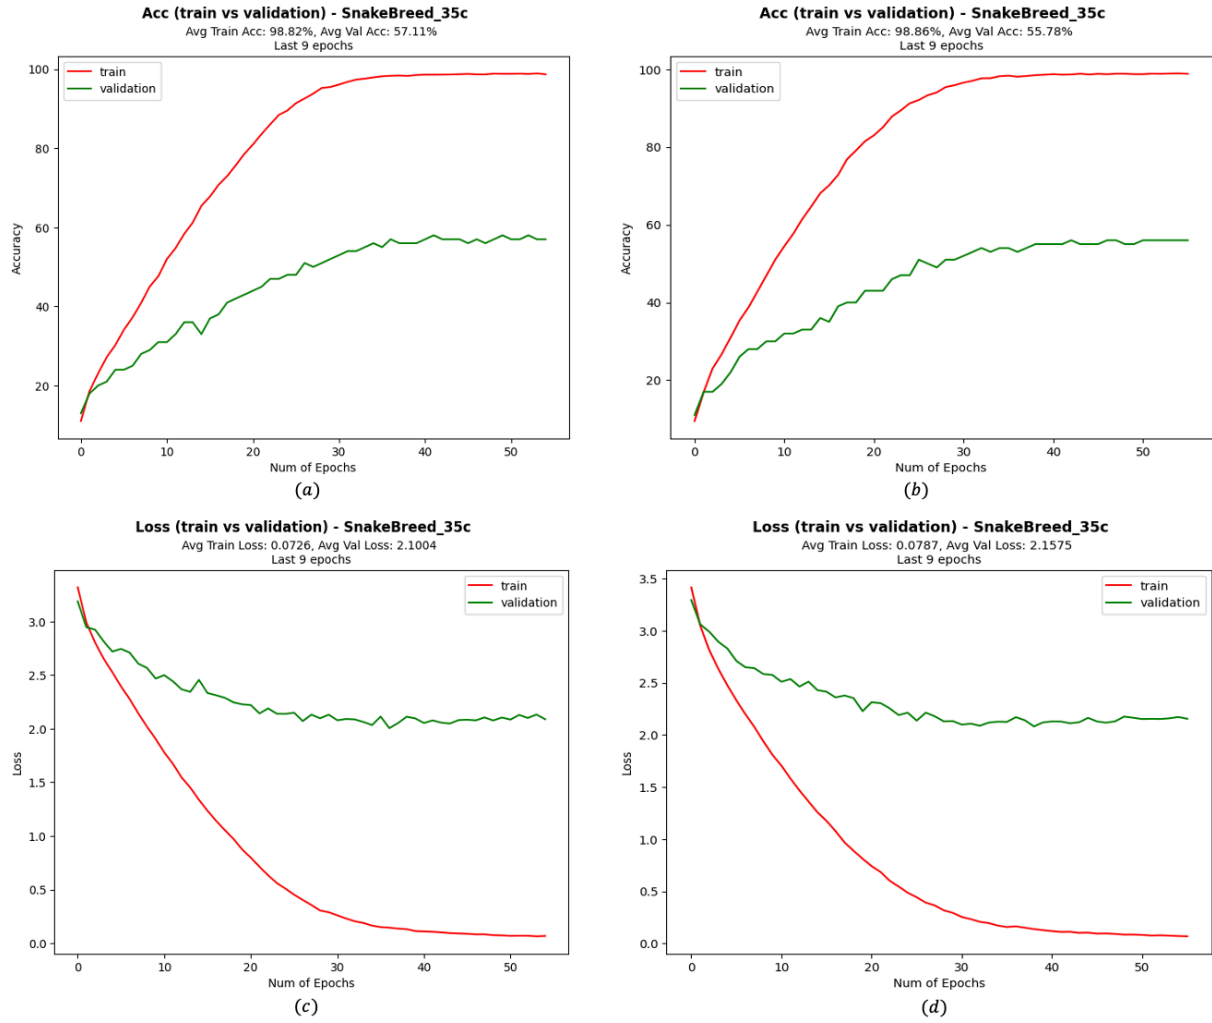 Acc (train vs validation) - SnakeBreed_35c
Avg Train Acc: 98.82%, Avg Val Acc: 57.11%
Last 9 epochs
train
validation
100
80
60
40
20
Accuracy
0 10 20 30 40 50
Num of Epochs
(a)
Acc (train vs validation) - SnakeBreed_35c
Avg Train Acc: 98.86%, Avg Val Acc: 55.78%
Last 9 epochs
train
validation
100
80
60
40
20
Accuracy
0 10 20 30 40 50
Num of Epochs
(b)
Loss (train vs validation) - SnakeBreed_35c
Avg Train Loss: 0.0726, Avg Val Loss: 2.1004
Last 9 epochs
train
validation
3.0
2.5
2.0
1.5
1.0
0.5
0.0
Loss
0 10 20 30 40 50
Num of Epochs
(c)
Loss (train vs validation) - SnakeBreed_35c
Avg Train Loss: 0.0787, Avg Val Loss: 2.1575
Last 9 epochs
train
validation
3.5
3.0
2.5
2.0
1.5
1.0
0.5
0.0
Loss
0 10 20 30 40 50
Num of Epochs
(d)